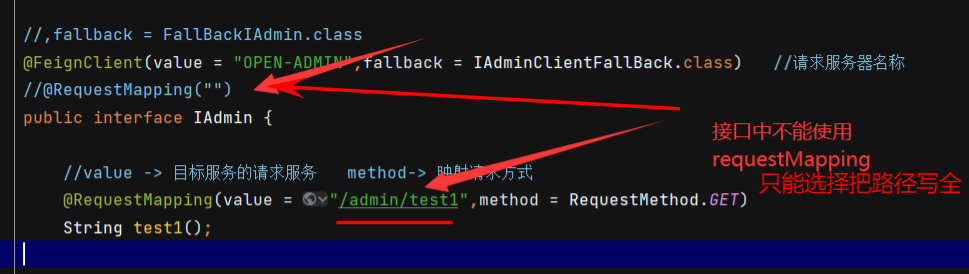 //,fallback = FallBackIAdmin.class
@FeignClient(value = "OPEN-ADMIN",fallback = IAdminClientFallBack.class)    //请求服务器名称
//@RequestMapping("")
public interface IAdmin {
接口中不能使用
requestMapping
只能选择把路径写全
//value -> 目标服务的请求服务   method-> 映射请求方式
@RequestMapping(value = "/admin/test1",method = RequestMethod.GET)
String test1();